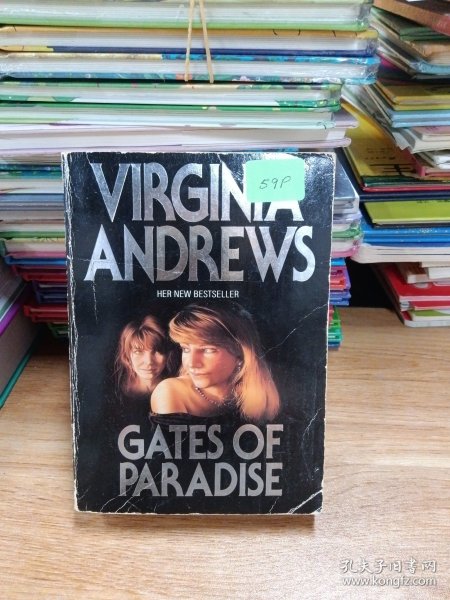 VIRGINIA
59P
ANDREWS
HER NEW BESTSELLER
GATES OF
PARADISE
孔夫子旧书网
www.kongfz.com